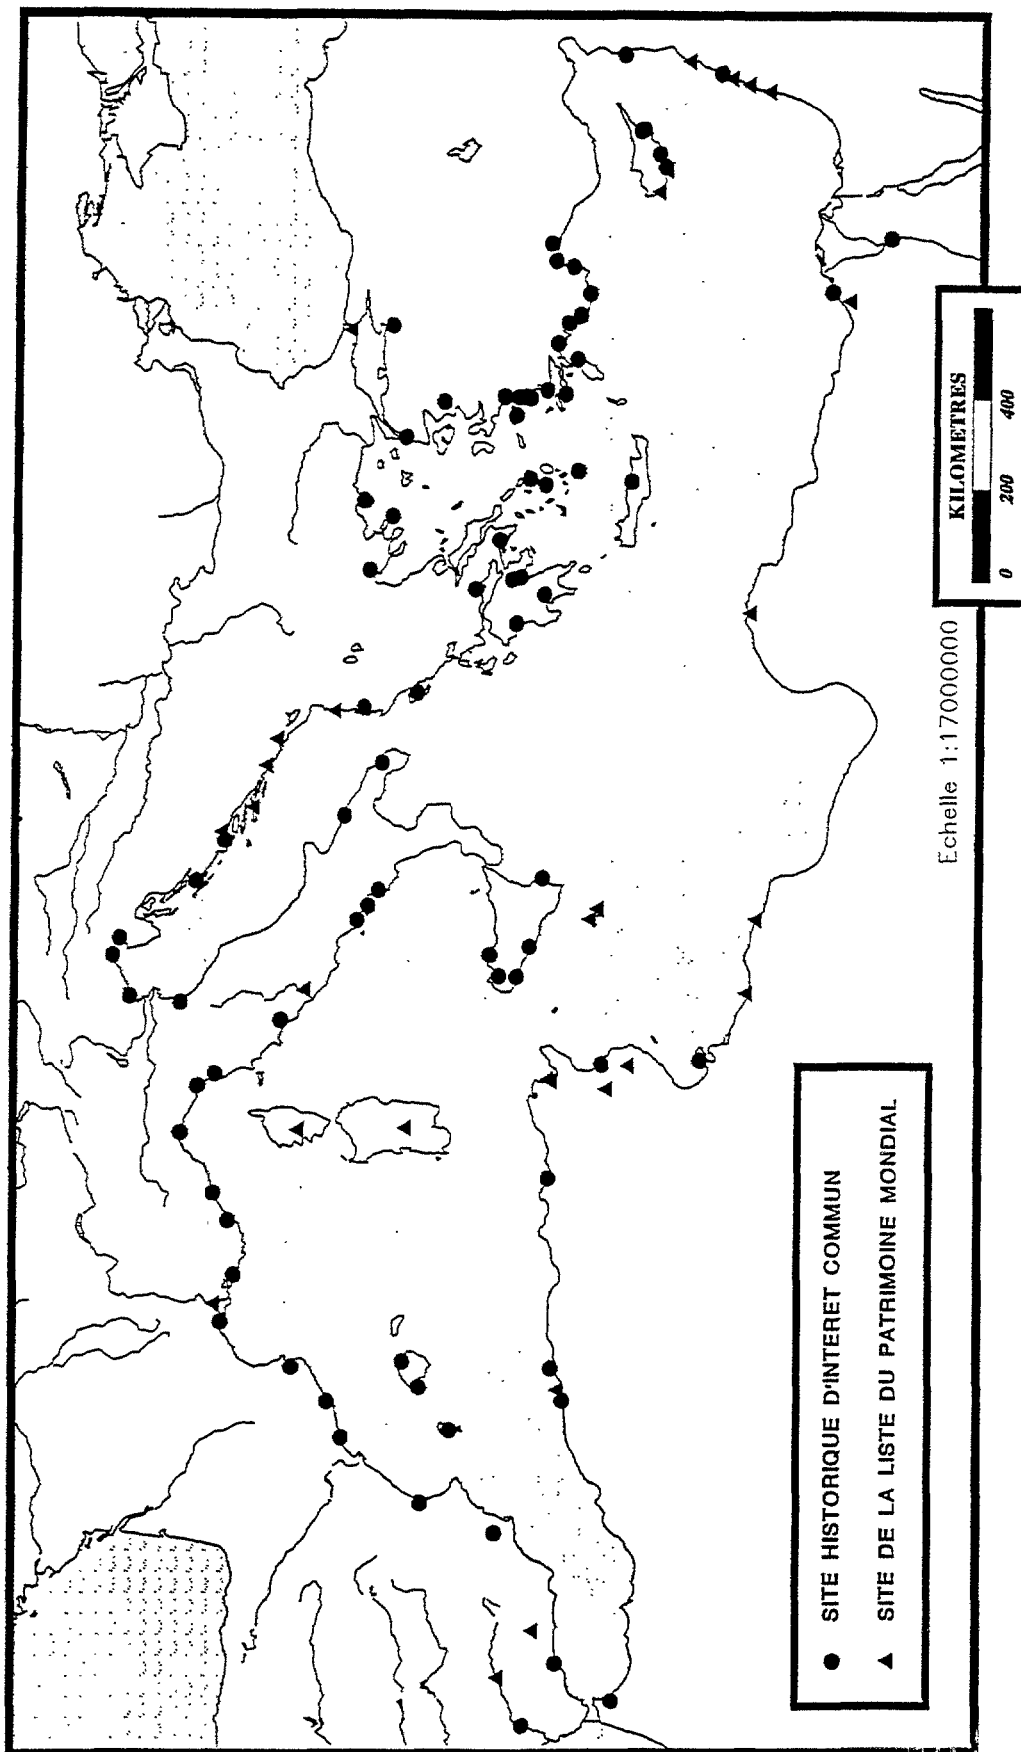 ● SITE HISTORIQUE D'INTERET COMMUN
▲ SITE DE LA LISTE DU PATRIMOINE MONDIAL
Echelle 1:17000000
KILOMETRES
0 200 400